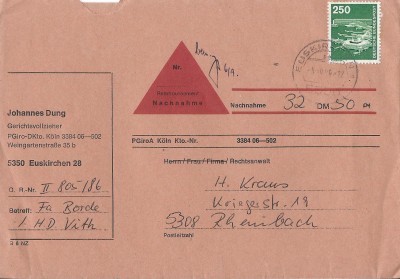 250
EUSKIRCHEN
Nr.
Nachnahme
Nachnahme 32 DM 50 Pf
Johannes Dung
Gerichtsvollzieher
PGiro-DKto. Köln 3384 06—502
Weingartenstraße 35 b
5350 Euskirchen 28
D. R.-Nr. II 805/86
Betreff: Fa Borde
/. H.D. Vith
PGiroA Köln Kto.-Nr. 3384 06—502
Herrn / Frau / Firma / Rechtsanwalt
H. Kraus
Kriegerstr. 19
5308 Rheinbach
Postleitzahl